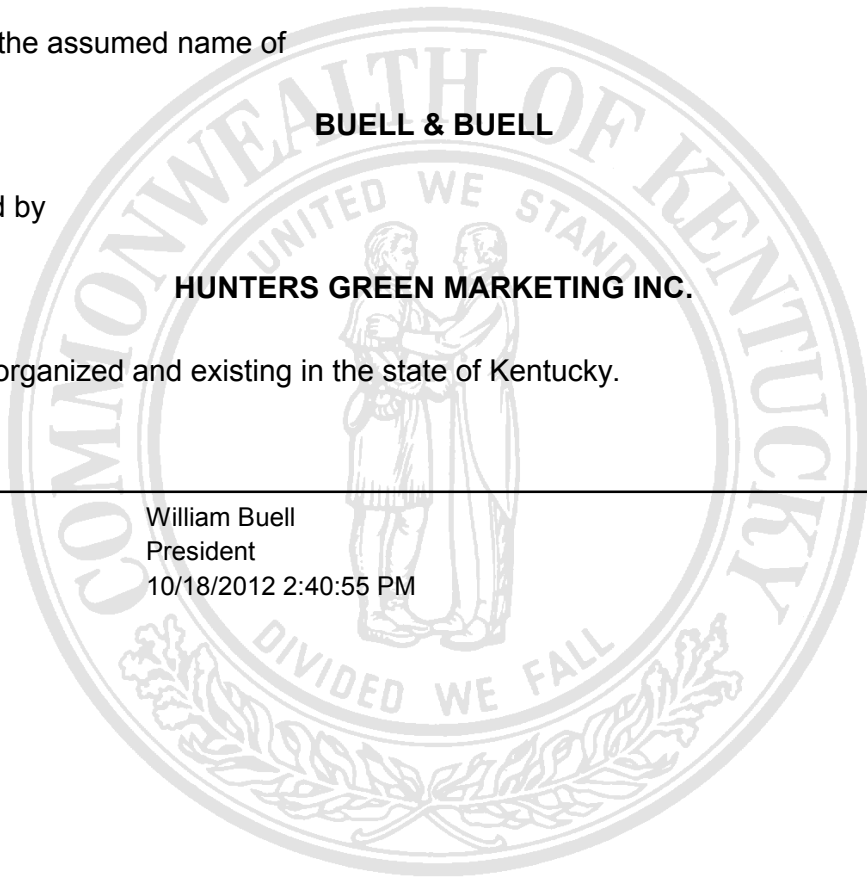 the assumed name of
BUELL & BUELL
d by
HUNTERS GREEN MARKETING INC.
organized and existing in the state of Kentucky.
William Buell
President
10/18/2012 2:40:55 PM
COMMONWEALTH OF KENTUCKY
UNITED WE STAND
DIVIDED WE FALL